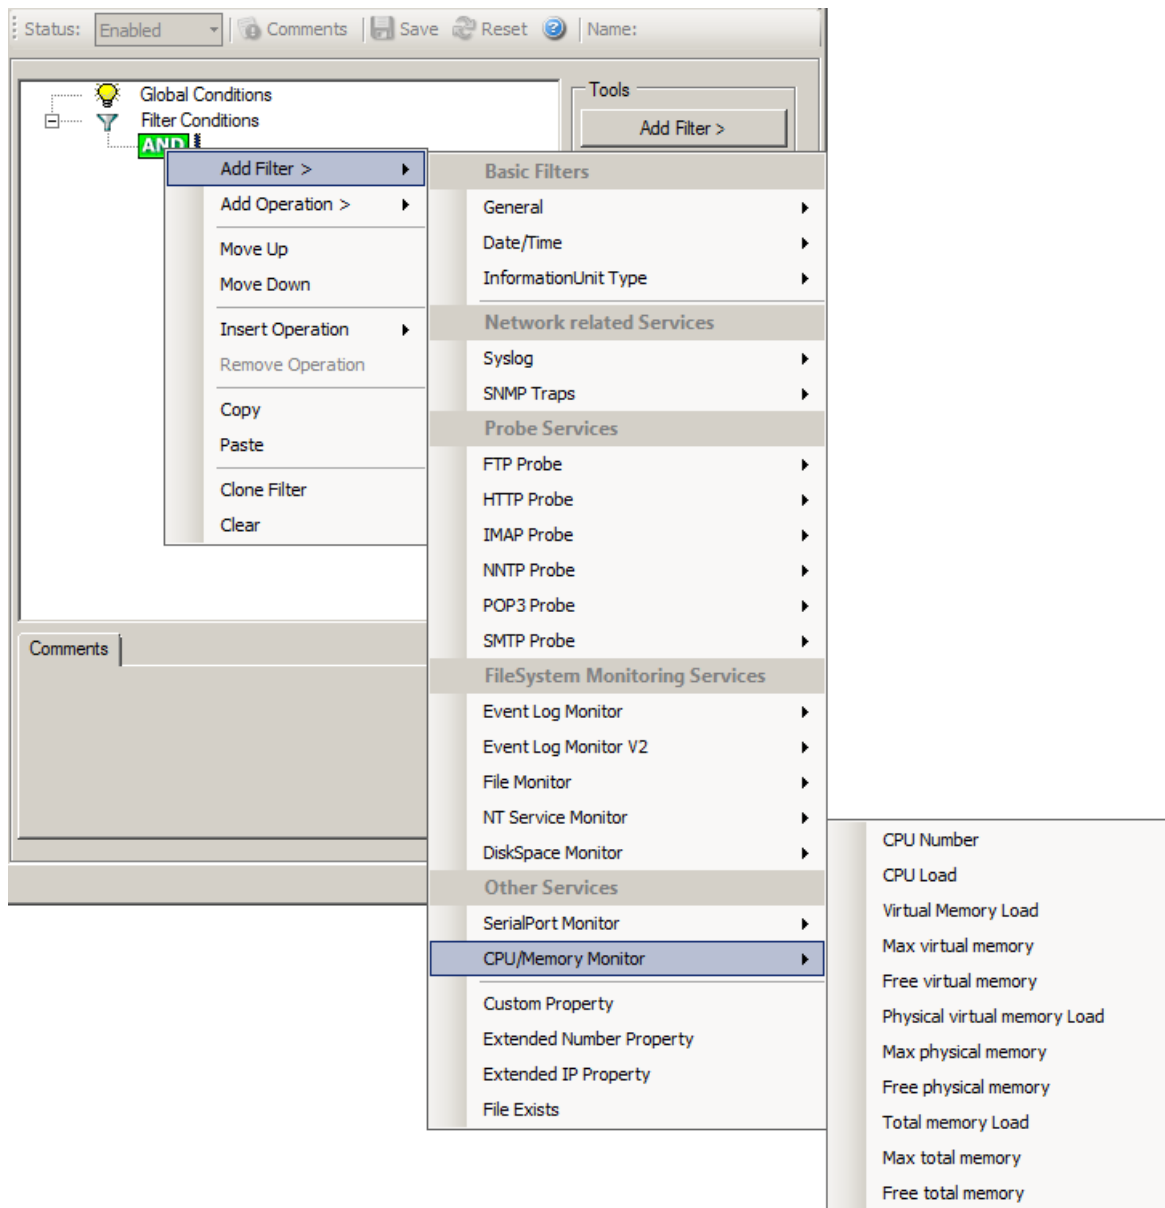 Status: Enabled Comments Save Reset Name:
Global Conditions
Filter Conditions
AND
Tools
Add Filter >
Add Filter >
Add Operation >
Move Up
Move Down
Insert Operation
Remove Operation
Copy
Paste
Clone Filter
Clear
Basic Filters
General
Date/Time
InformationUnit Type
Network related Services
Syslog
SNMP Traps
Probe Services
FTP Probe
HTTP Probe
IMAP Probe
NNTP Probe
POP3 Probe
SMTP Probe
FileSystem Monitoring Services
Event Log Monitor
Event Log Monitor V2
File Monitor
NT Service Monitor
DiskSpace Monitor
Other Services
SerialPort Monitor
CPU/Memory Monitor
Custom Property
Extended Number Property
Extended IP Property
File Exists
CPU Number
CPU Load
Virtual Memory Load
Max virtual memory
Free virtual memory
Physical virtual memory Load
Max physical memory
Free physical memory
Total memory Load
Max total memory
Free total memory
Comments